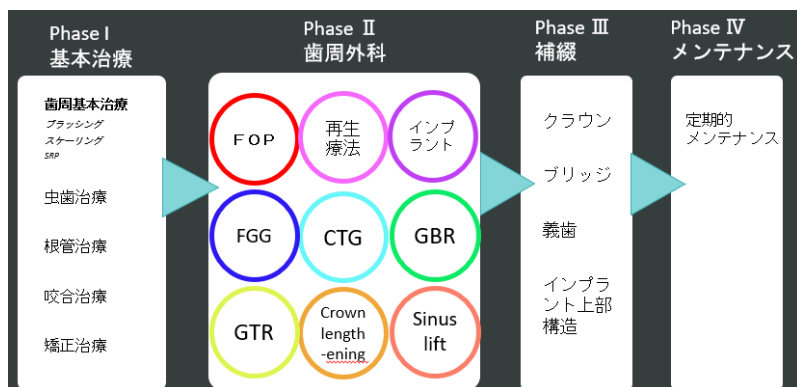 Phase Ⅰ
基本治療
歯周基本治療
ブラッシング
スケーリング
SRP
虫歯治療
根管治療
咬合治療
矯正治療
Phase Ⅱ
歯周外科
ＦＯＰ
再生
療法
インプ
ラント
FGG
CTG
GBR
GTR
Crown
length
-ening
Sinus
lift
Phase Ⅲ
補綴
クラウン
ブリッジ
義歯
インプラ
ント上部
構造
Phase Ⅳ
メンテナンス
定期的
メンテナンス